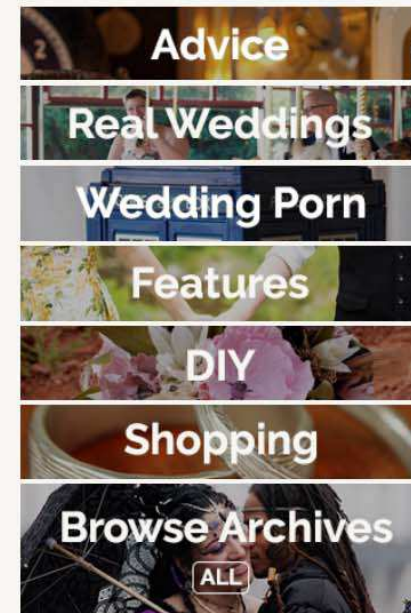 Advice
Real Weddings
Wedding Porn
Features
DIY
Shopping
Browse Archives
ALL